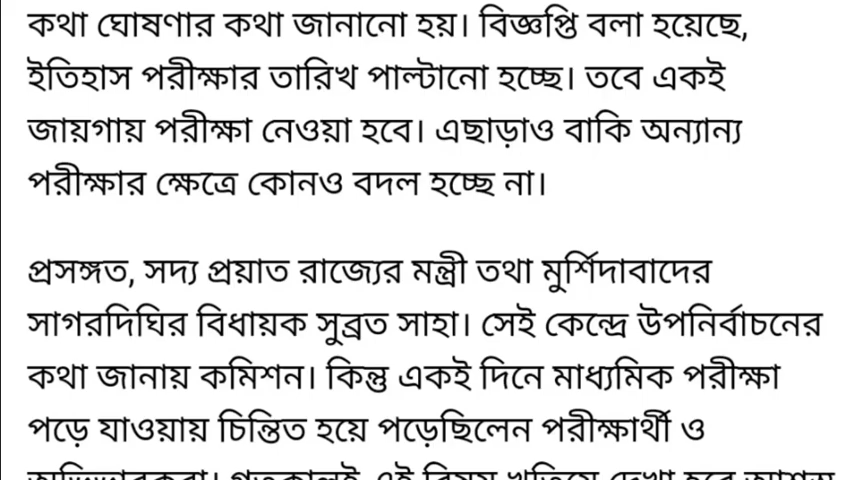 কথা ঘোষণার কথা জানানো হয়। বিজ্ঞপ্তি বলা হয়েছে,
ইতিহাস পরীক্ষার তারিখ পাল্টানো হচ্ছে। তবে একই
জায়গায় পরীক্ষা নেওয়া হবে। এছাড়াও বাকি অন্যান্য
পরীক্ষার ক্ষেত্রে কোনও বদল হচ্ছে না।
প্রসঙ্গত, সদ্য প্রয়াত রাজ্যের মন্ত্রী তথা মুর্শিদাবাদের
সাগরদিঘির বিধায়ক সুব্রত সাহা। সেই কেন্দ্রে উপনির্বাচনের
কথা জানায় কমিশন। কিন্তু একই দিনে মাধ্যমিক পরীক্ষা
পড়ে যাওয়ায় চিন্তিত হয়ে পড়েছিলেন পরীক্ষার্থী ও